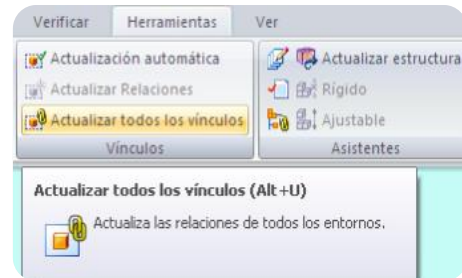 Verificar Herramientas Ver
Actualización automática
Actualizar Relaciones
Actualizar todos los vínculos
Vínculos
Actualizar estructura
Rígido
Ajustable
Asistentes
Actualizar todos los vínculos (Alt+U)
Actualiza las relaciones de todos los entornos.